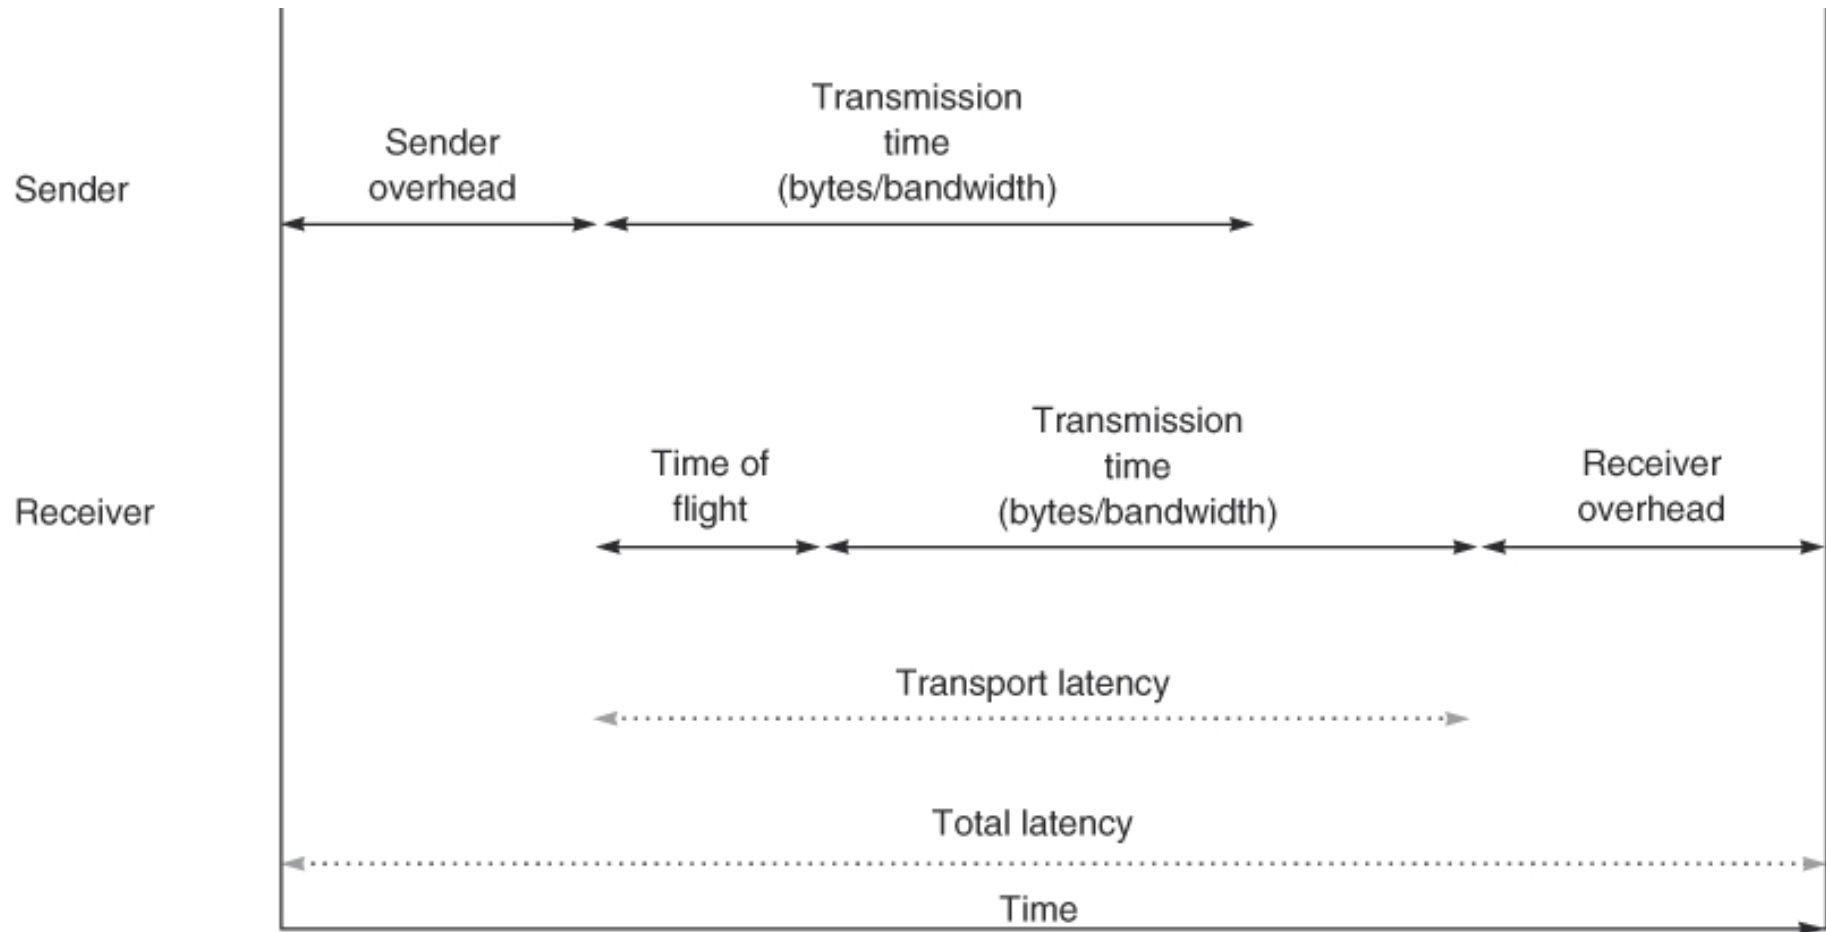 Transmission
time
(bytes/bandwidth)
Sender
overhead
Sender
Transmission
time
(bytes/bandwidth)
Time of
flight
Receiver
overhead
Receiver
Transport latency
Total latency
Time